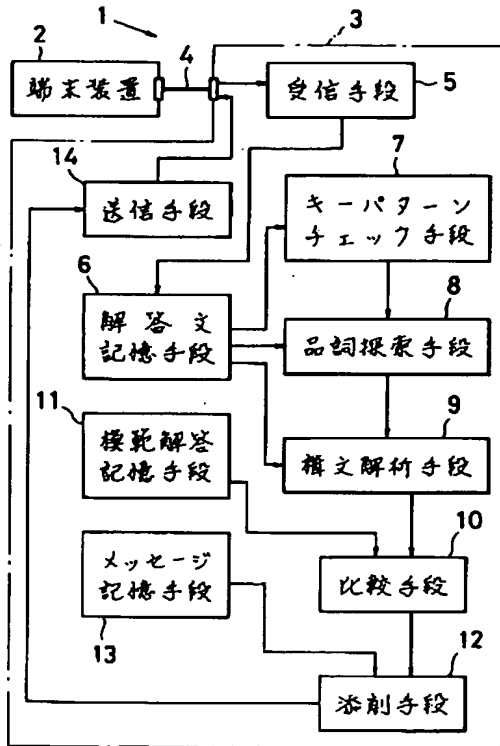 1
3
2
4
端末装置
受信手段
5
14
送信手段
7
キーパターン
チェック手段
6
解答文
記憶手段
8
品詞探索手段
11
模範解答
記憶手段
9
構文解析手段
10
比較手段
メッセージ
記憶手段
13
12
添削手段